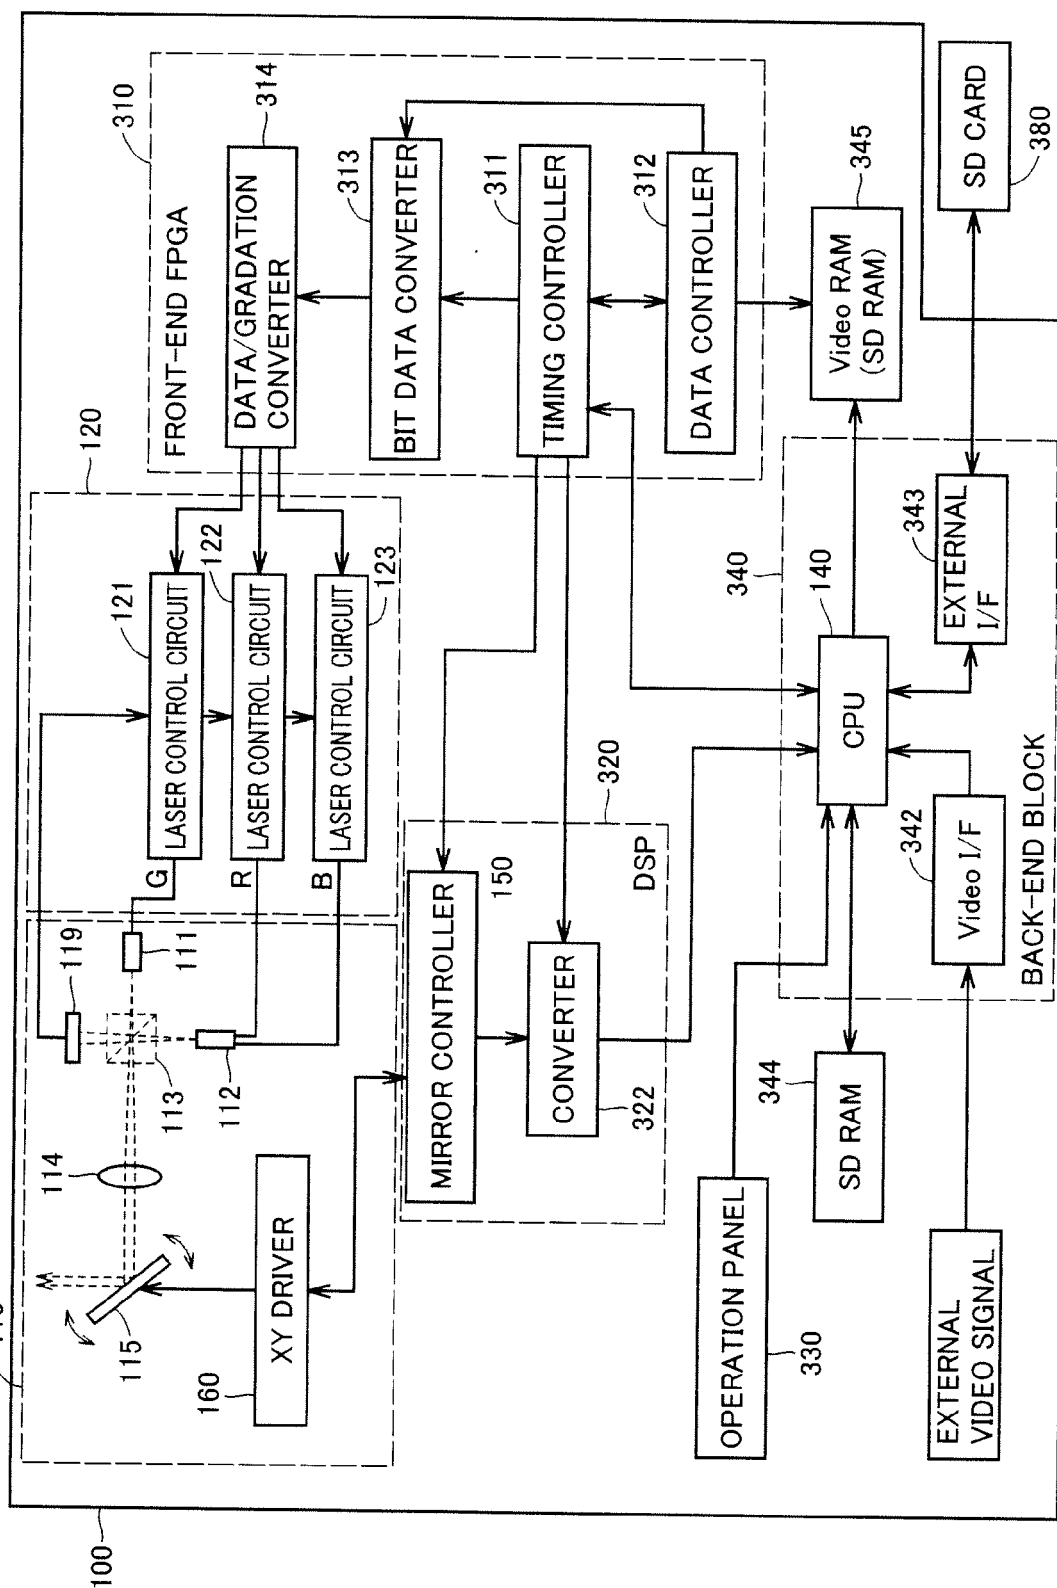 100
115
114
119
113
111
112
160
XY DRIVER
120
121
LASER CONTROL CIRCUIT
G
122
LASER CONTROL CIRCUIT
R
123
LASER CONTROL CIRCUIT
B
310
FRONT-END FPGA
314
DATA/GRADATION
CONVERTER
313
BIT DATA CONVERTER
311
TIMING CONTROLLER
312
DATA CONTROLLER
MIRROR CONTROLLER
150
320
DSP
CONVERTER
322
OPERATION PANEL
330
345
Video RAM
(SD RAM)
340
140
CPU
343
EXTERNAL
I/F
342
Video I/F
BACK-END BLOCK
344
SD RAM
EXTERNAL
VIDEO SIGNAL
SD CARD
380